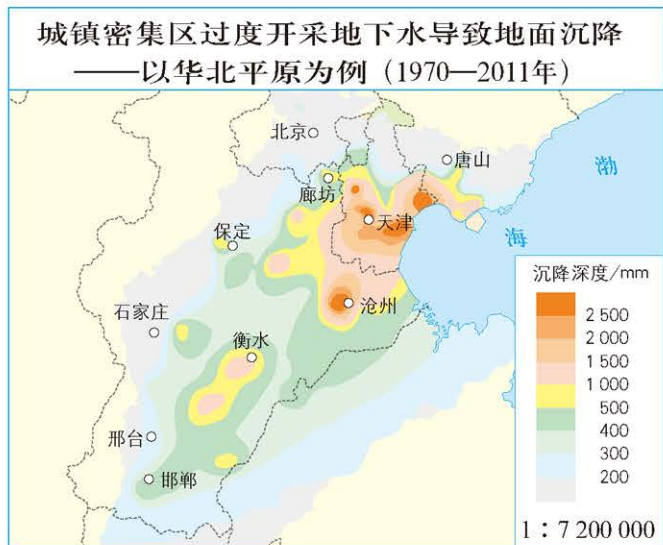 城镇密集区过度开采地下水导致地面沉降
——以华北平原为例（1970—2011年）
北京
唐山
渤
廊坊
天津
海
保定
沉降深度/mm
2 500
沧州
石家庄
2 000
1 500
衡水
1 000
500
400
邢台
300
邯郸
200
1：7 200 000